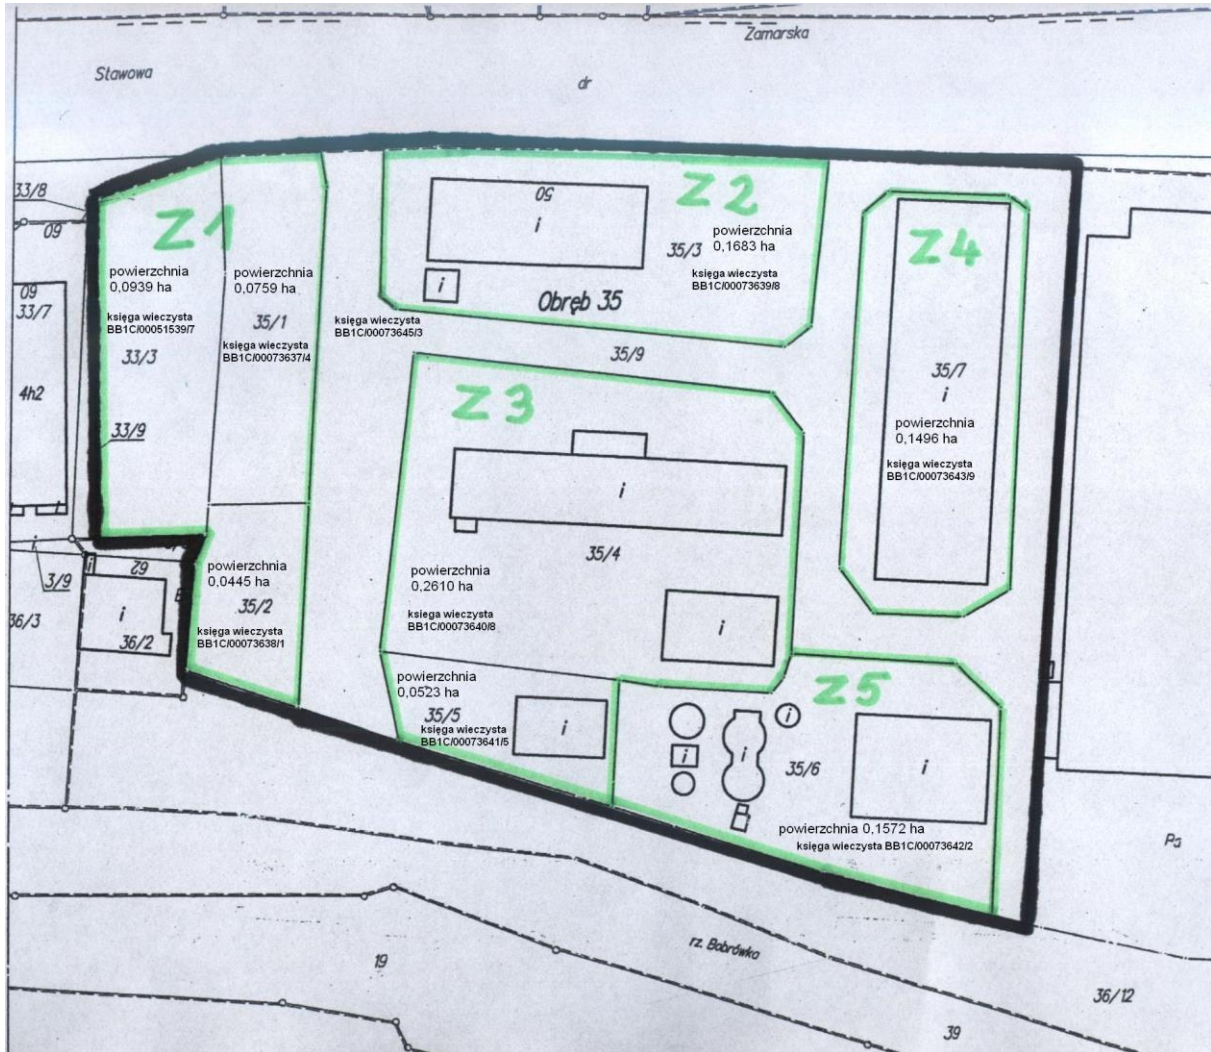 Zamarska
Stawowa
dr
33/8
60
60
33/7
4h2
33/9
Z1
powierzchnia
0,0939 ha
księga wieczysta
BB1C/00051539/7
33/3
powierzchnia
0,0759 ha
35/1
księga wieczysta
BB1C/00073637/4
księga wieczysta
BB1C/00073645/3
50
i
i
Obręb 35
Z2
powierzchnia
0,1683 ha
35/3
księga wieczysta
BB1C/00073639/8
35/9
Z4
35/7
i
powierzchnia
0,1496 ha
księga wieczysta
BB1C/00073643/9
Z3
i
35/4
powierzchnia
0,2610 ha
księga wieczysta
BB1C/00073640/8
i
powierzchnia
0,0445 ha
35/2
księga wieczysta
BB1C/00073638/1
3/9
36/3
i
62
i
36/2
powierzchnia
0,0523 ha
35/5
księga wieczysta
BB1C/00073641/5
i
Z5
i
i
i
35/6
i
powierzchnia 0,1572 ha
księga wieczysta BB1C/00073642/2
Pa
rz. Bobrówka
19
36/12
39